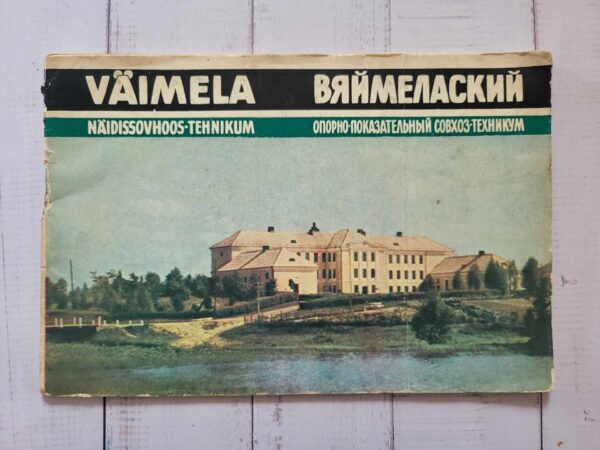 VÄIMELA
NÄIDISSOVHOOS-TEHNIKUM
ВЯЙМЕЛАСКИЙ
ОПОРНО-ПОКАЗАТЕЛЬНЫЙ СОВХОЗ-ТЕХНИКУМ